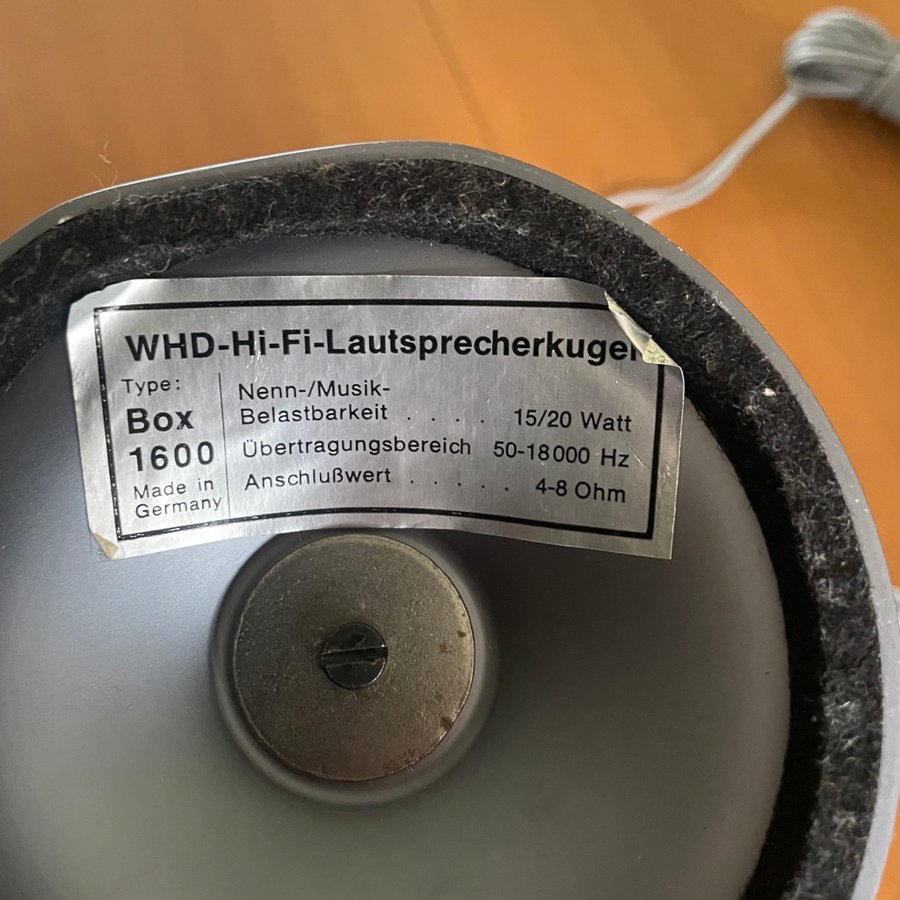 WHD-Hi-Fi-Lautsprecherkugel
Type:
Box
1600
Made in
Germany
Nenn-/Musik-
Belastbarkeit . . . . 15/20 Watt
Übertragungsbereich 50-18000 Hz
Anschlußwert . . . . . 4-8 Ohm